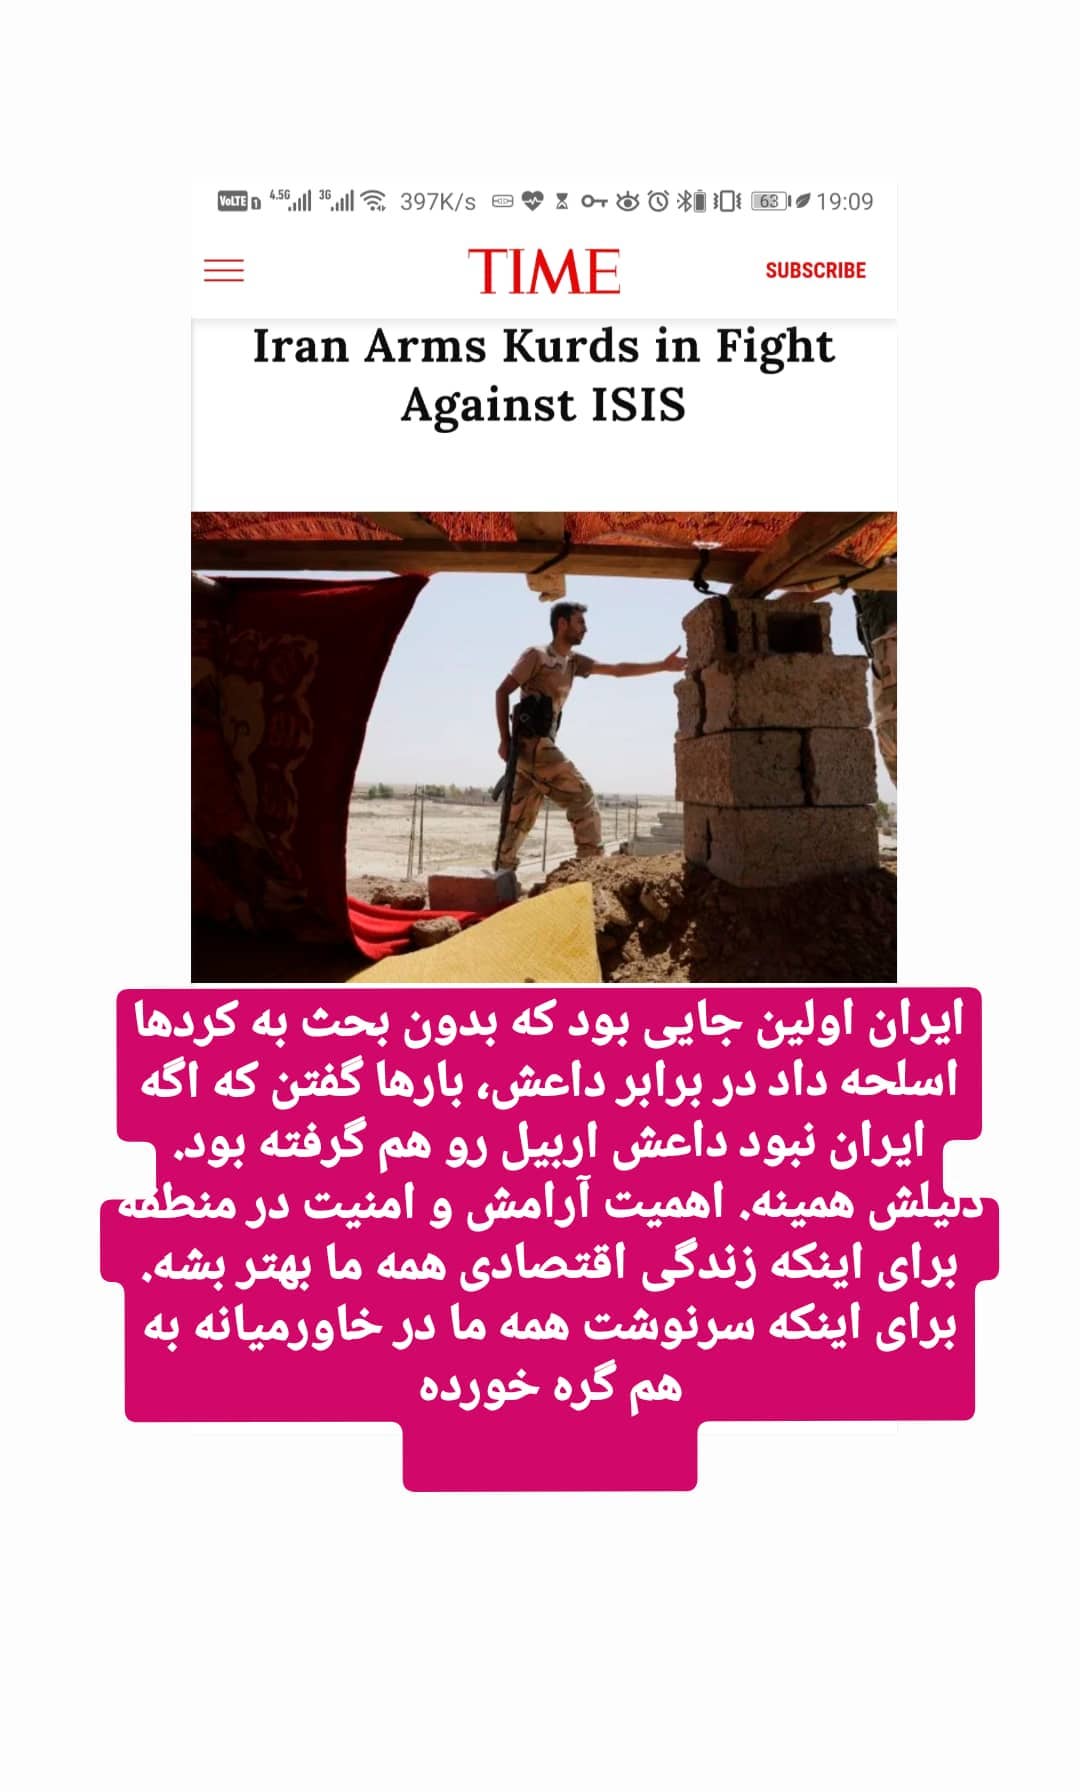 VoLTE 4.5G 3G 397K/s 63 19:09
TIME
SUBSCRIBE
Iran Arms Kurds in Fight
Against ISIS
ایران اولین جایی بود که بدون بحث به کردها
اسلحه داد در برابر داعش، بارها گفتن که اگه
ایران نبود داعش اربیل رو هم گرفته بود.
دلیلش همینه. اهمیت آرامش و امنیت در منطقه
برای اینکه زندگی اقتصادی همه ما بهتر بشه.
برای اینکه سرنوشت همه ما در خاورمیانه به
هم گره خورده